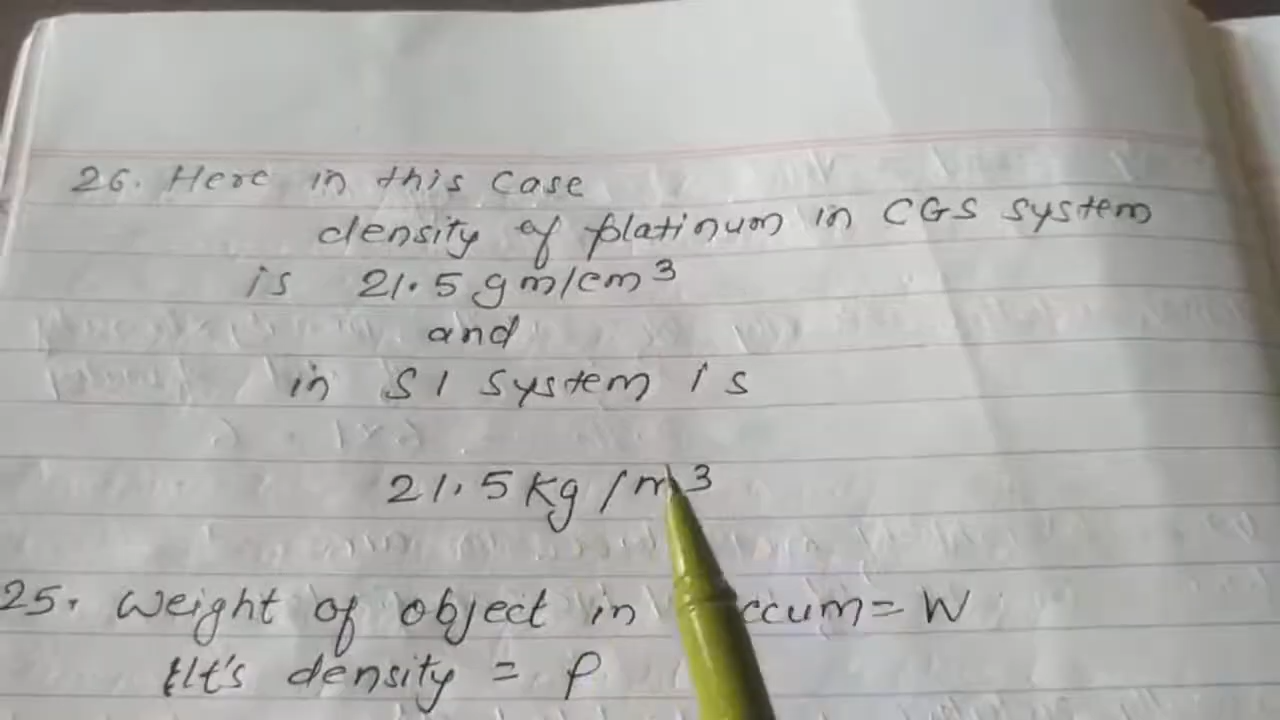 26. Here in this case
density of platinum in CGS system
is 21.5 gm/cm³
and
in SI system is
21.5 kg/m³
25. Weight of object in = W
It's density = ρ